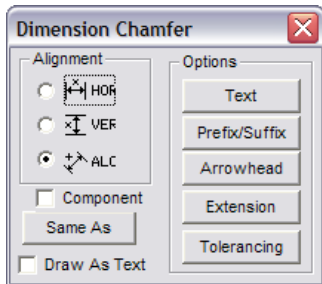 Dimension Chamfer
Alignment
HOR
VER
ALC
Component
Same As
Draw As Text
Options
Text
Prefix/Suffix
Arrowhead
Extension
Tolerancing